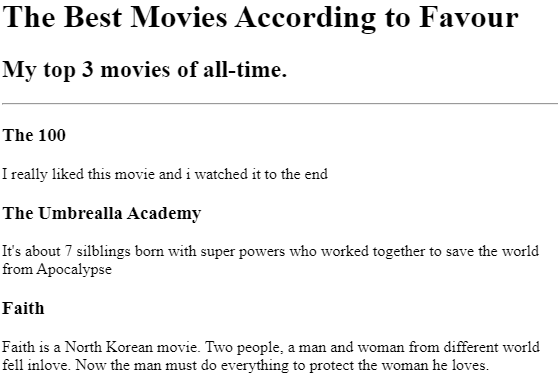 The Best Movies According to Favour
My top 3 movies of all-time.
The 100
I really liked this movie and i watched it to the end
The Umbrealla Academy
It's about 7 silblings born with super powers who worked together to save the world
from Apocalypse
Faith
Faith is a North Korean movie. Two people, a man and woman from different world
fell inlove. Now the man must do everything to protect the woman he loves.